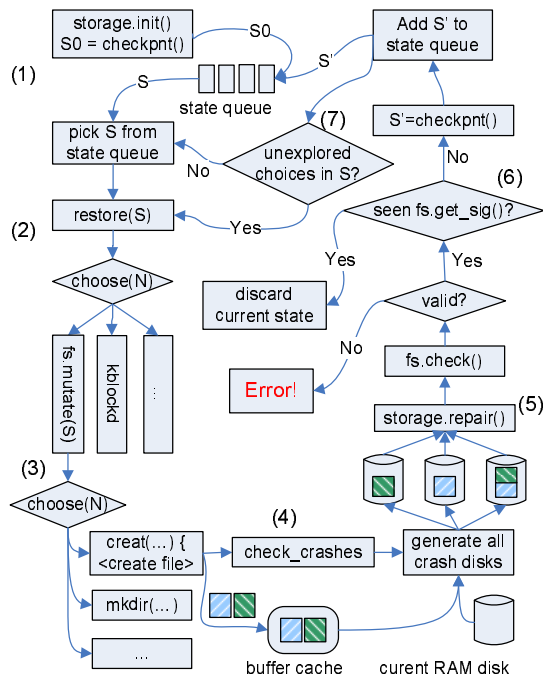 storage.init()
S0 = checkpnt()
S0
Add S' to
state queue
(1)
S
S'
state queue
S'=checkpnt()
(7)
pick S from
state queue
unexplored
choices in S?
No
No
(6)
restore(S)
Yes
seen fs.get_sig()?
(2)
Yes
Yes
choose(N)
discard
current state
valid?
No
fs.mutate(S)
kblockd
...
fs.check()
Error!
storage.repair()
(5)
(3)
choose(N)
(4)
creat(...) {
<create file>
check_crashes
generate all
crash disks
mkdir(...)
...
buffer cache
curent RAM disk